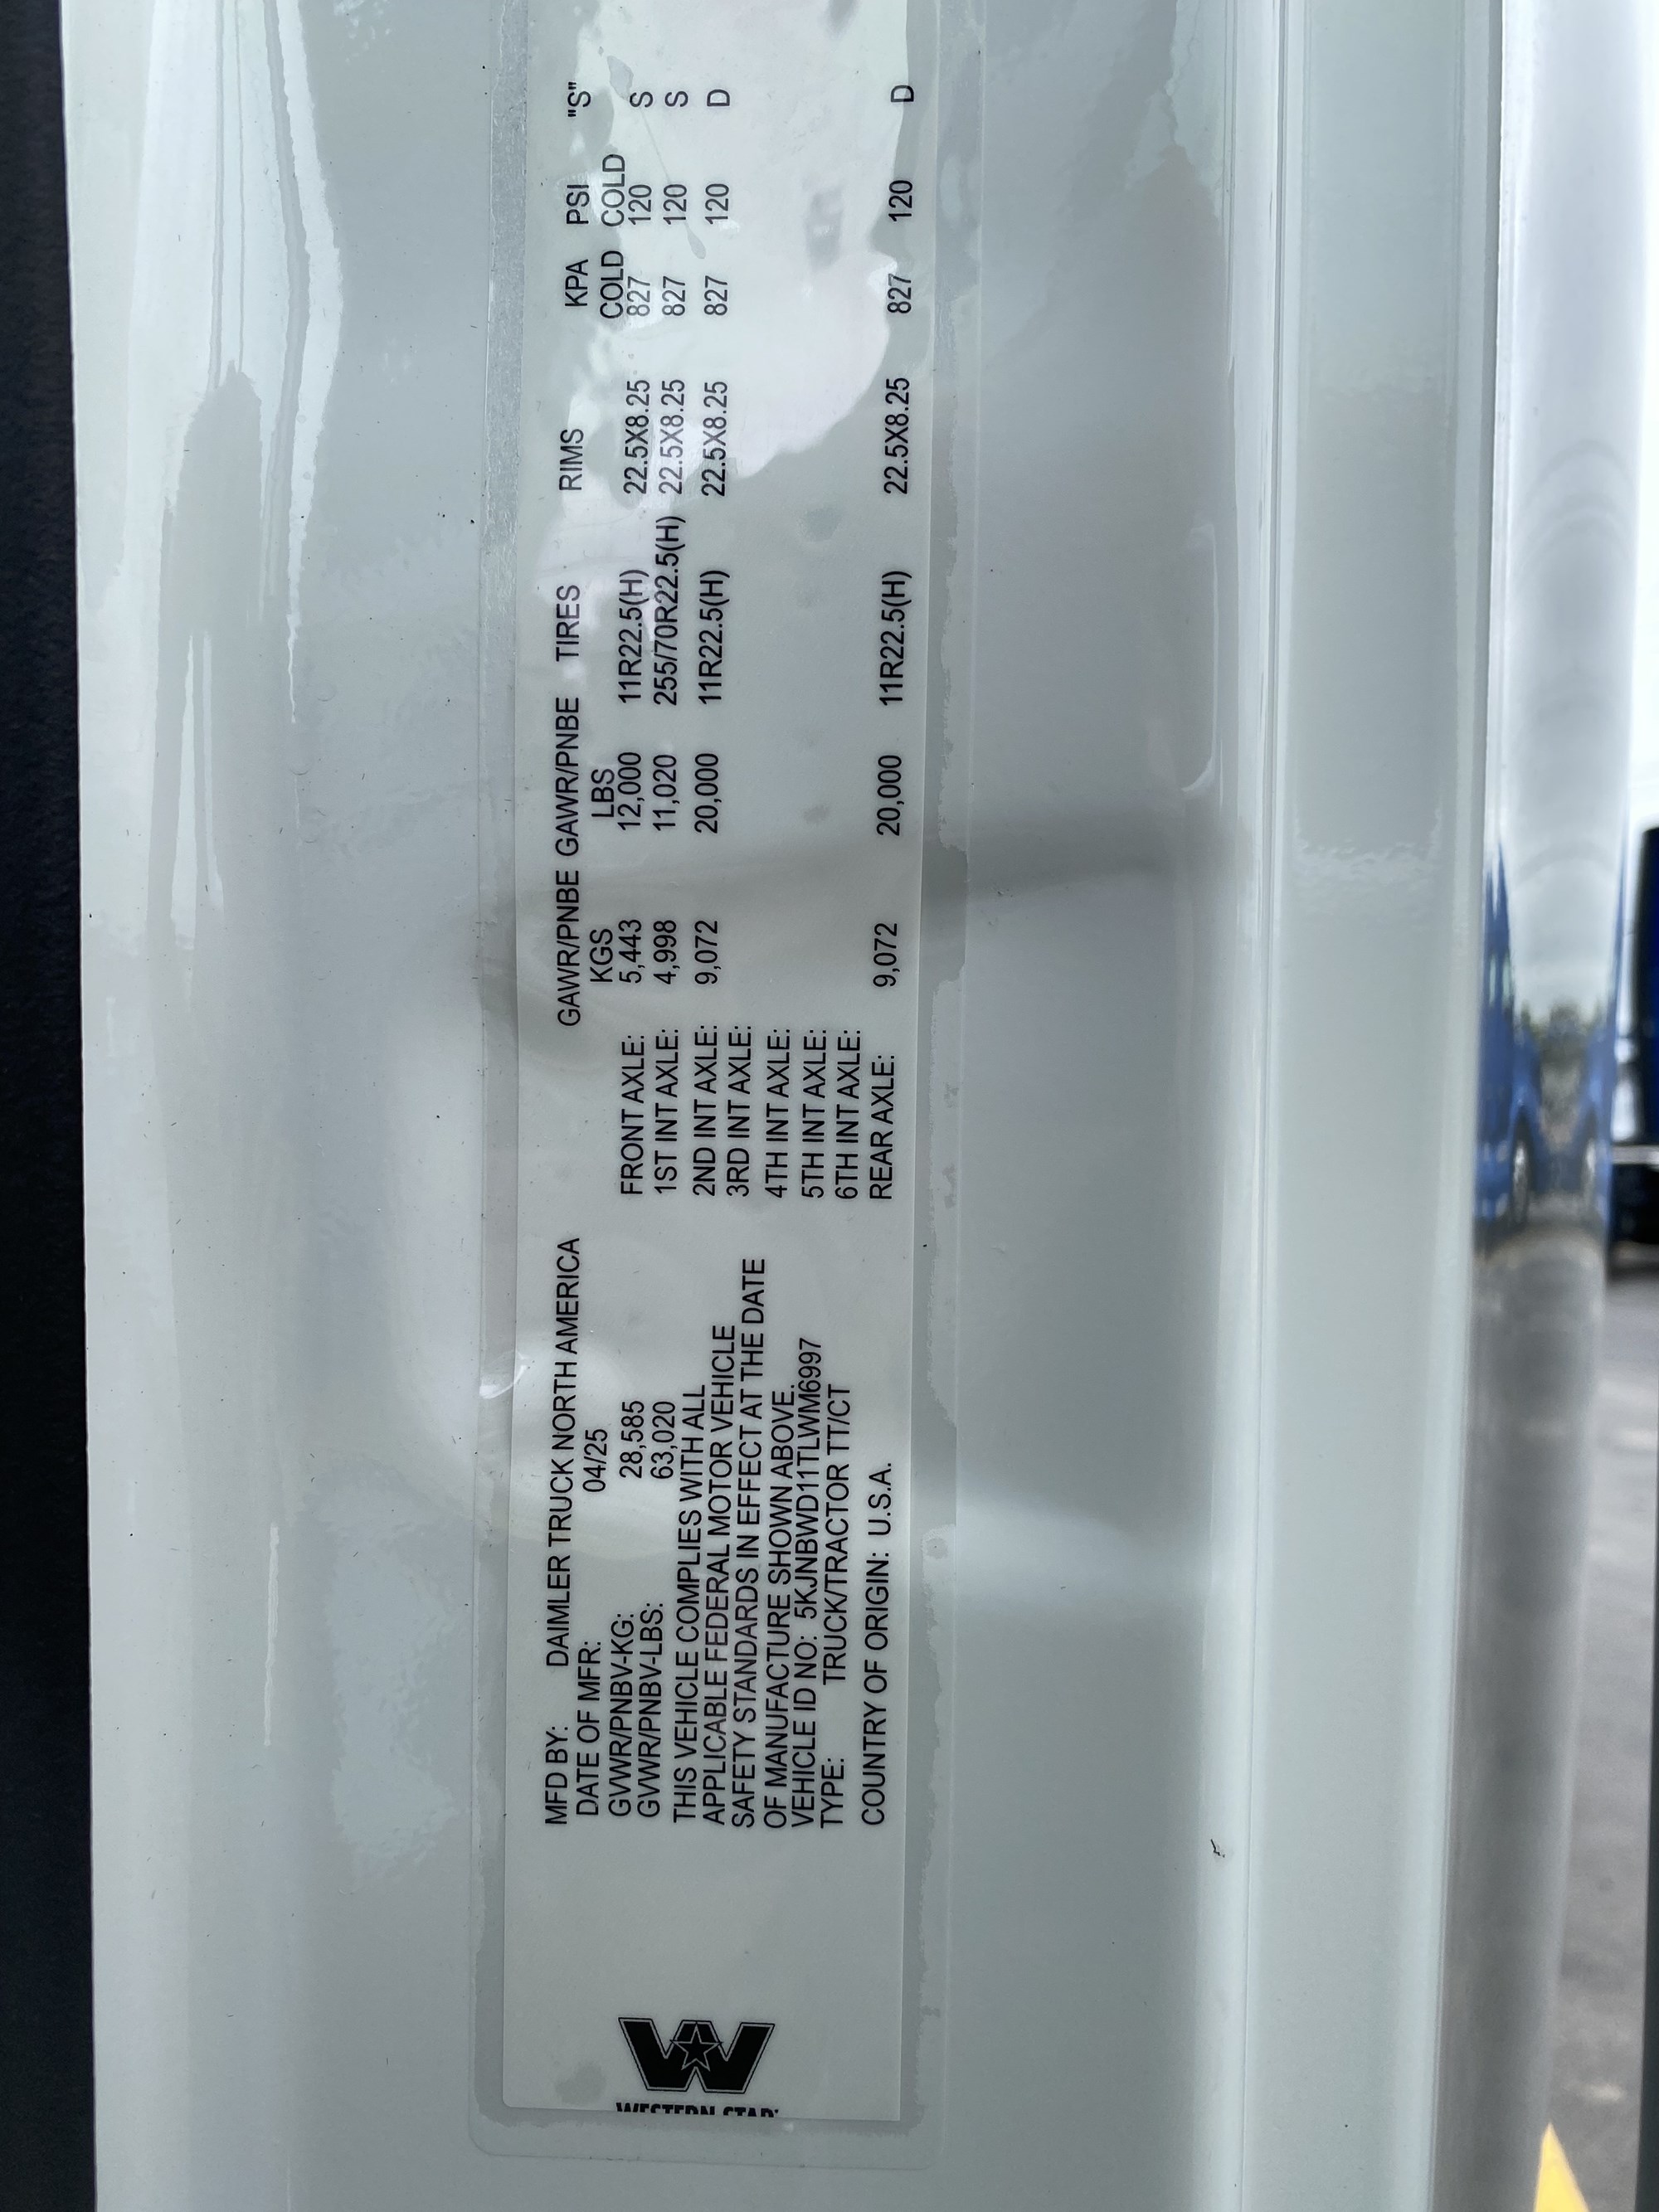 WESTERN STAR
MFD BY: DAIMLER TRUCK NORTH AMERICA
DATE OF MFR: 04/25
GVWR/PNBV-KG: 28,585
GVWR/PNBV-LBS: 63,020
THIS VEHICLE COMPLIES WITH ALL
APPLICABLE FEDERAL MOTOR VEHICLE
SAFETY STANDARDS IN EFFECT AT THE DATE
OF MANUFACTURE SHOWN ABOVE.
VEHICLE ID NO: 5KJNBWD11TLWM6997
TYPE: TRUCK/TRACTOR TT/CT
COUNTRY OF ORIGIN: U.S.A.
GAWR/PNBE GAWR/PNBE TIRES RIMS KPA PSI "S"
KGS LBS COLD COLD
FRONT AXLE: 5,443 12,000 11R22.5(H) 22.5X8.25 827 120 S
1ST INT AXLE: 4,998 11,020 255/70R22.5(H) 22.5X8.25 827 120 S
2ND INT AXLE: 9,072 20,000 11R22.5(H) 22.5X8.25 827 120 D
3RD INT AXLE:
4TH INT AXLE:
5TH INT AXLE:
6TH INT AXLE:
REAR AXLE: 9,072 20,000 11R22.5(H) 22.5X8.25 827 120 D